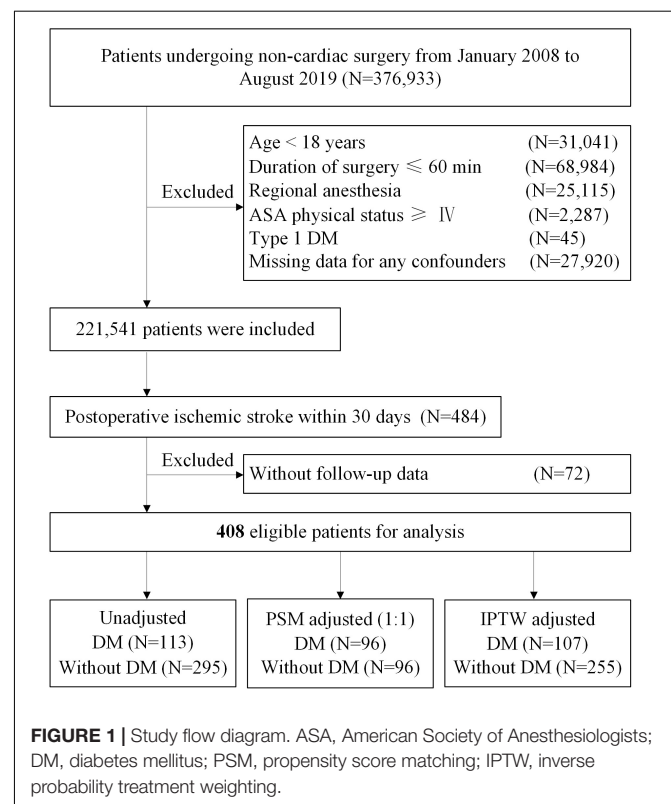 Patients undergoing non-cardiac surgery from January 2008 to
August 2019 (N=376,933)
Excluded
Age < 18 years (N=31,041)
Duration of surgery ≤ 60 min (N=68,984)
Regional anesthesia (N=25,115)
ASA physical status ≥ Ⅳ (N=2,287)
Type 1 DM (N=45)
Missing data for any confounders (N=27,920)
221,541 patients were included
Postoperative ischemic stroke within 30 days (N=484)
Excluded
Without follow-up data (N=72)
408 eligible patients for analysis
Unadjusted
DM (N=113)
Without DM (N=295)
PSM adjusted (1:1)
DM (N=96)
Without DM (N=96)
IPTW adjusted
DM (N=107)
Without DM (N=255)
FIGURE 1 | Study flow diagram. ASA, American Society of Anesthesiologists;
DM, diabetes mellitus; PSM, propensity score matching; IPTW, inverse
probability treatment weighting.